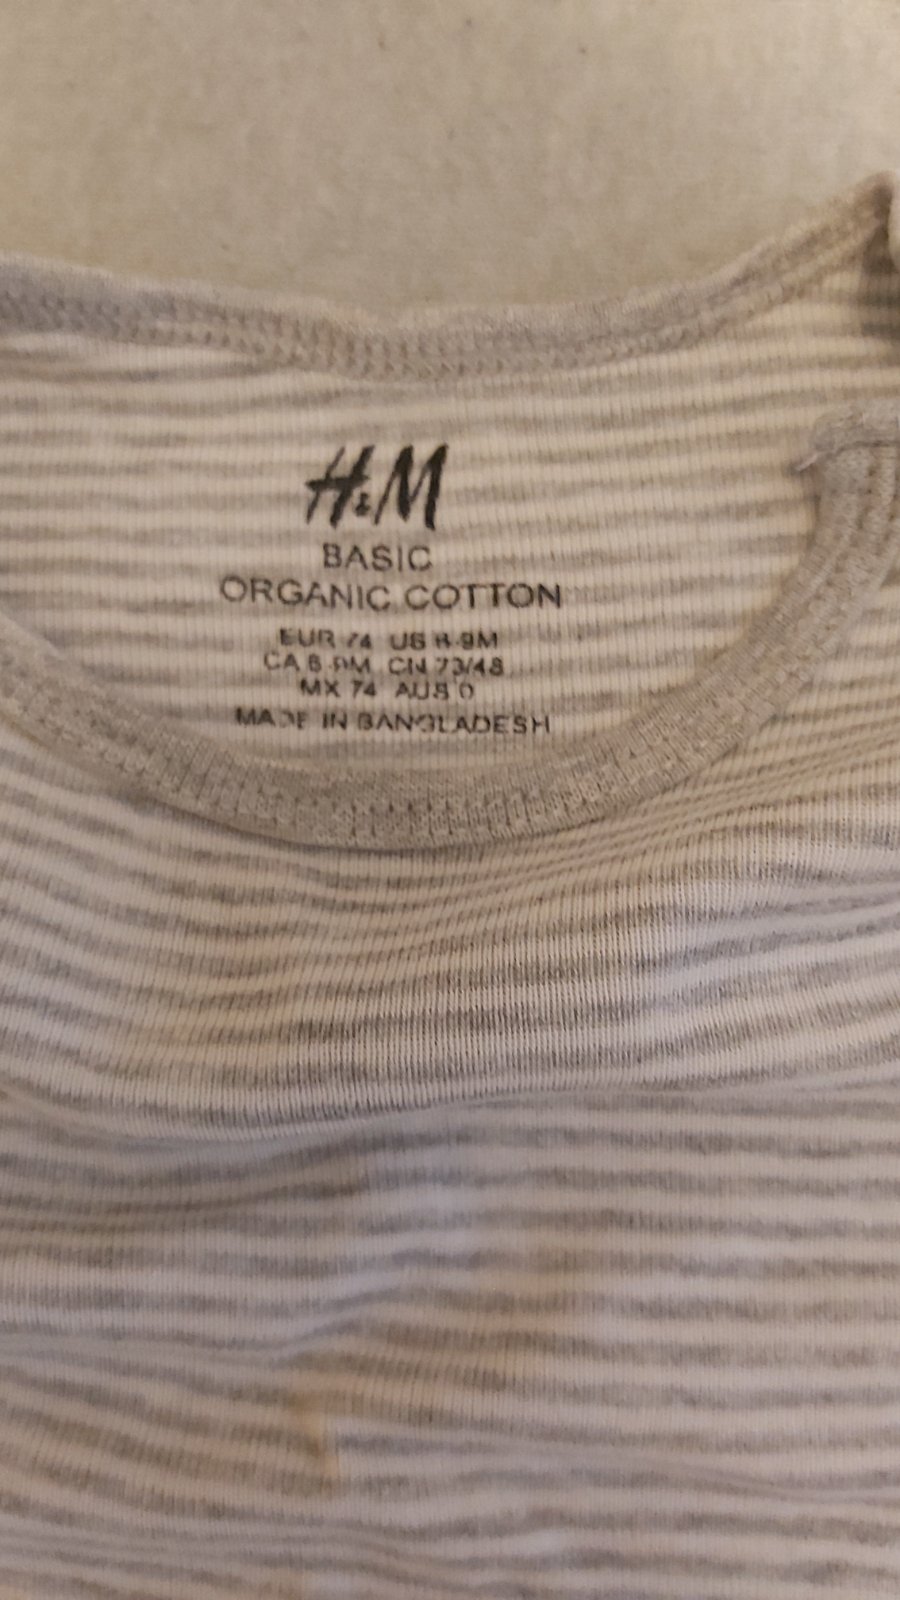 H&M
BASIC
ORGANIC COTTON
EUR 74 US 6-9M
CA 6-9M CN 73/48
MX 74 AUS 0
MADE IN BANGLADESH